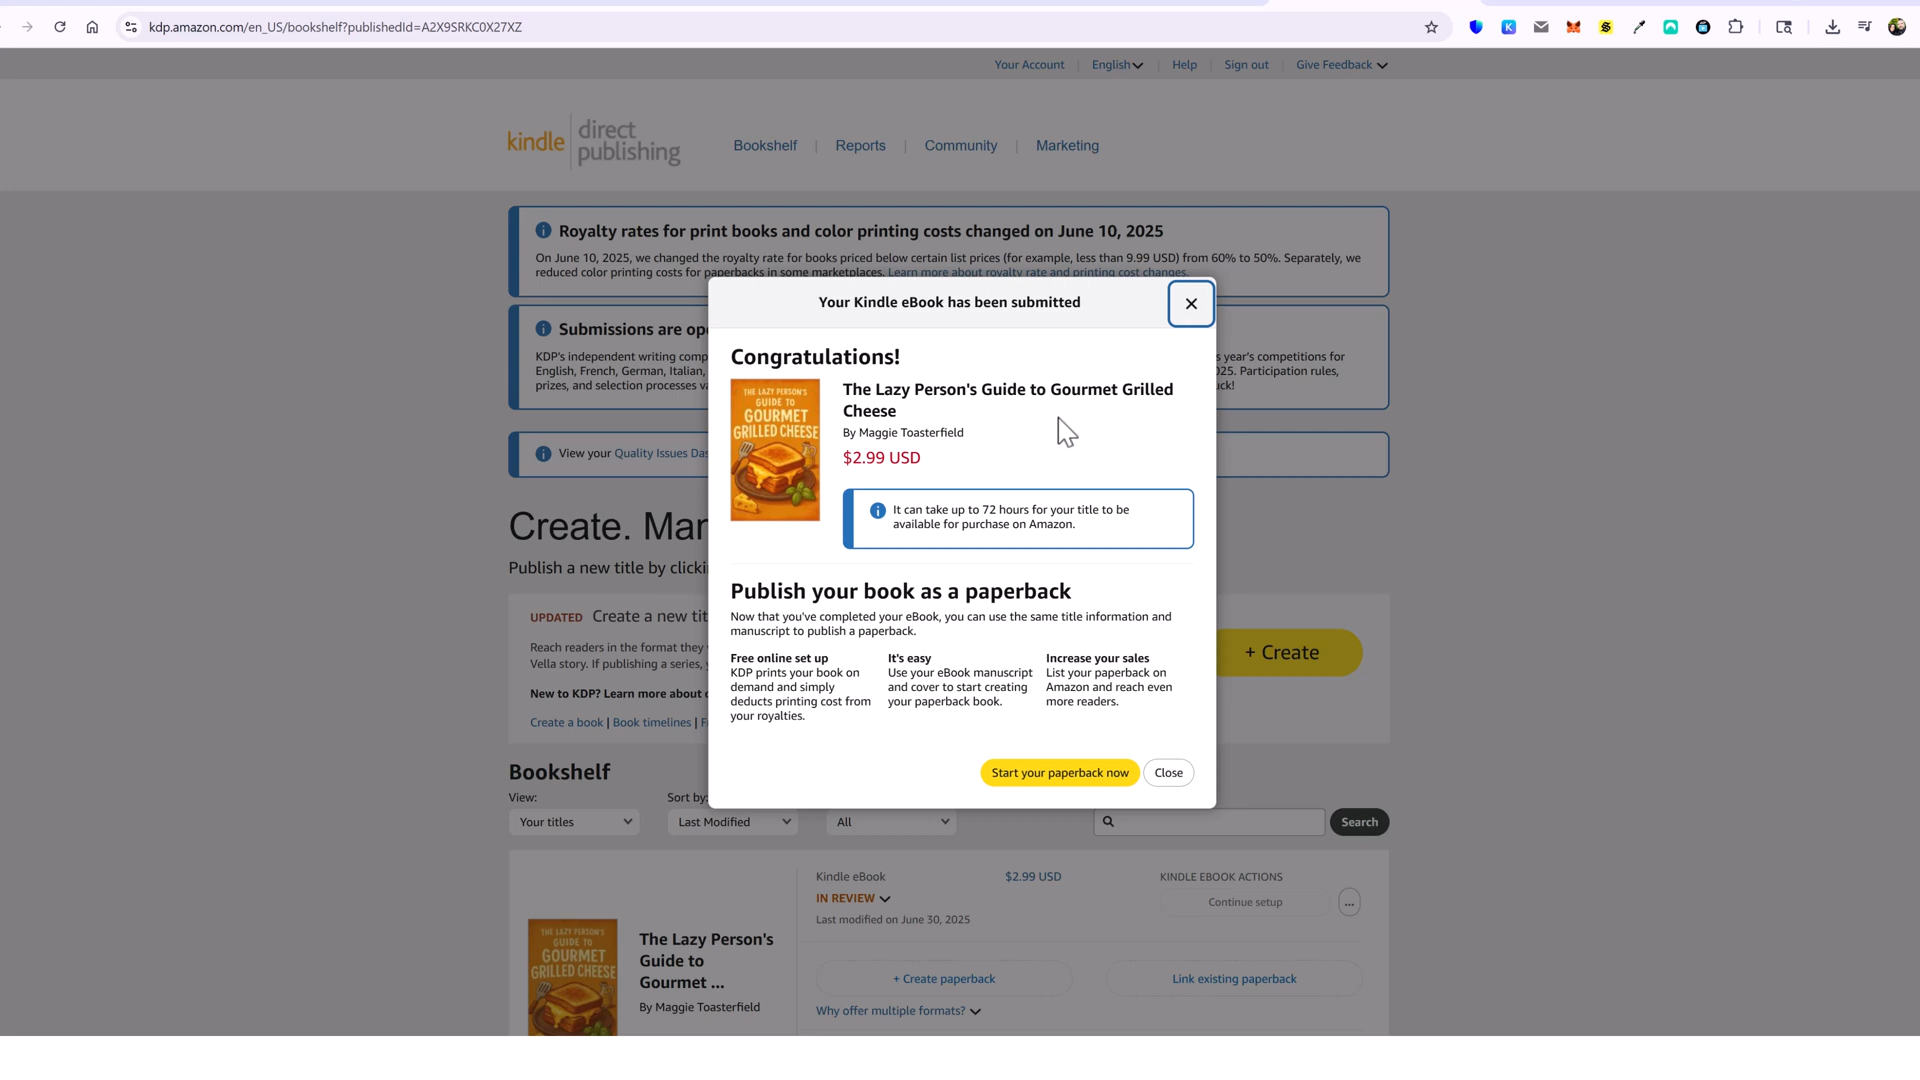 kdp.amazon.com/en_US/bookshelf?publishedId=A2X9SRKC0X27XZ
Your Account | English | Help | Sign out | Give Feedback
kindle direct publishing
Bookshelf | Reports | Community | Marketing
Royalty rates for print books and color printing costs changed on June 10, 2025
On June 10, 2025, we changed the royalty rate for books priced below certain list prices (for example, less than 9.99 USD) from 60% to 50%. Separately, we
reduced color printing costs for paperbacks in some marketplaces. Learn more about royalty rate and printing cost changes.
Submissions are op
KDP's independent writing comp s year's competitions for
English, French, German, Italian, 025. Participation rules,
prizes, and selection processes v uck!
View your Quality Issues Das
Your Kindle eBook has been submitted
Congratulations!
THE LAZY PERSON'S
GUIDE TO
GOURMET
GRILLED CHEESE
The Lazy Person's Guide to Gourmet Grilled
Cheese
By Maggie Toasterfield
$2.99 USD
It can take up to 72 hours for your title to be
available for purchase on Amazon.
Publish your book as a paperback
Now that you've completed your eBook, you can use the same title information and
manuscript to publish a paperback.
Free online set up
KDP prints your book on
demand and simply
deducts printing cost from
your royalties.
It's easy
Use your eBook manuscript
and cover to start creating
your paperback book.
Increase your sales
List your paperback on
Amazon and reach even
more readers.
Start your paperback now
Close
Create. Mar
Publish a new title by clicki
UPDATED Create a new tit
Reach readers in the format they
Vella story. If publishing a series, y
New to KDP? Learn more about c
Create a book | Book timelines | F
+ Create
Bookshelf
View:
Your titles
Sort by:
Last Modified
All
Search
THE LAZY PERSON'S
GUIDE TO
GOURMET
GRILLED CHEESE
The Lazy Person's
Guide to
Gourmet ...
By Maggie Toasterfield
Kindle eBook $2.99 USD
IN REVIEW
Last modified on June 30, 2025
KINDLE EBOOK ACTIONS
Continue setup
...
+ Create paperback
Link existing paperback
Why offer multiple formats?